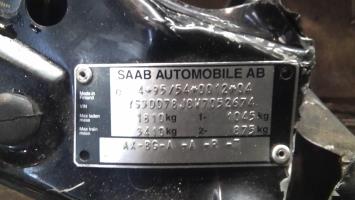 SAAB AUTOMOBILE AB
Made in Finland e 4*95/54*0012*04
VIN YS3DD78J8W7052674
Max laden mass 1810 kg 1- 1045 kg
Max train mass 3410 kg 2- 875 kg
AX-BG-A -A -R -